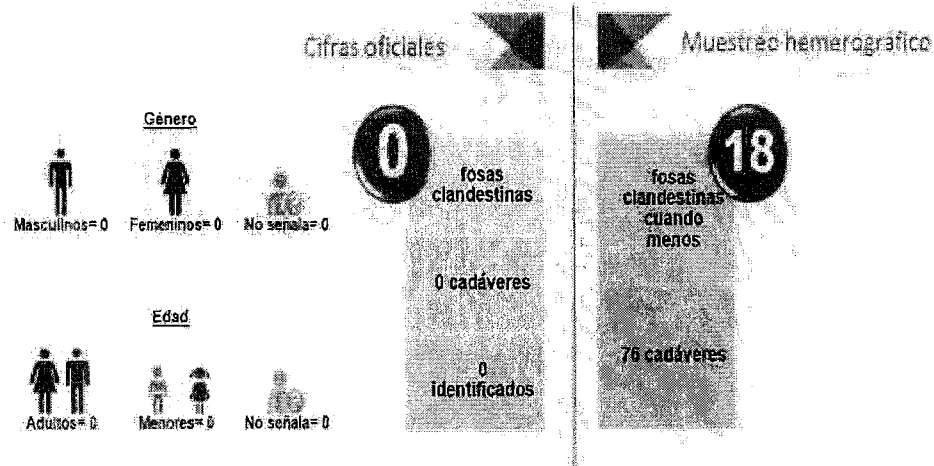 Cifras oficiales
Muestreo hemerográfico
Género
Masculinos= 0
Femeninos= 0
No señala= 0
Edad
Adultos= 0
Menores= 0
No señala= 0
0
fosas
clandestinas
0 cadáveres
0
identificados
18
fosas
clandestinas
cuando
menos
76 cadáveres